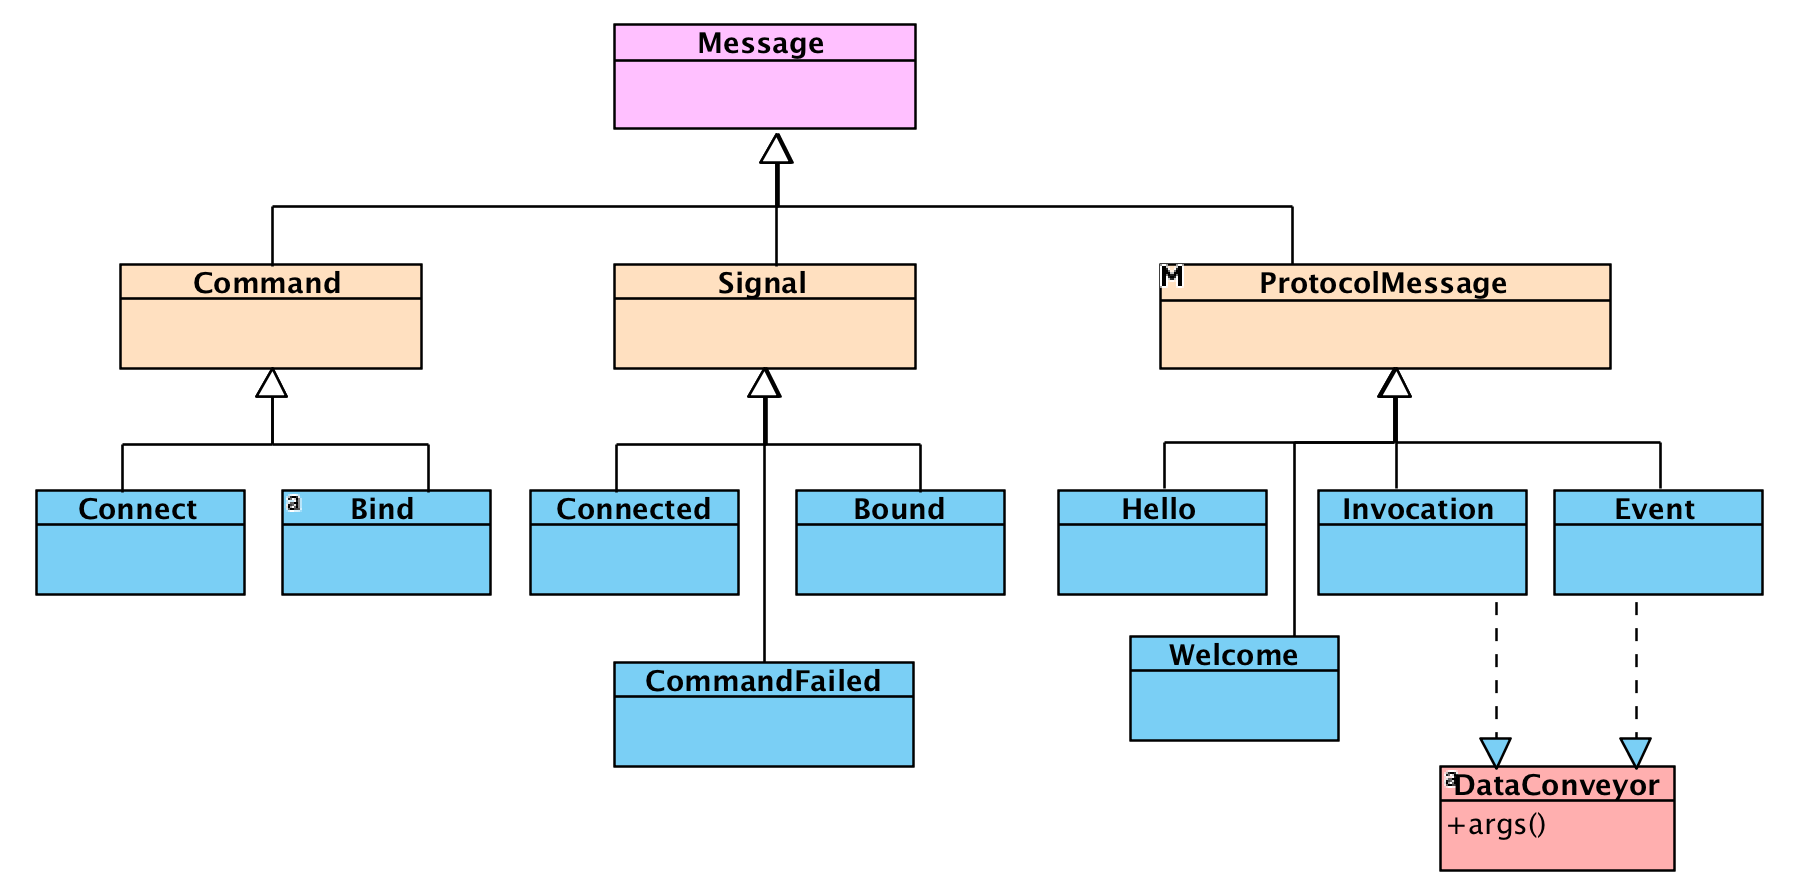 Message
Command
Signal
M
ProtocolMessage
Connect
a
Bind
Connected
Bound
Hello
Invocation
Event
Welcome
CommandFailed
a
DataConveyor
+args()